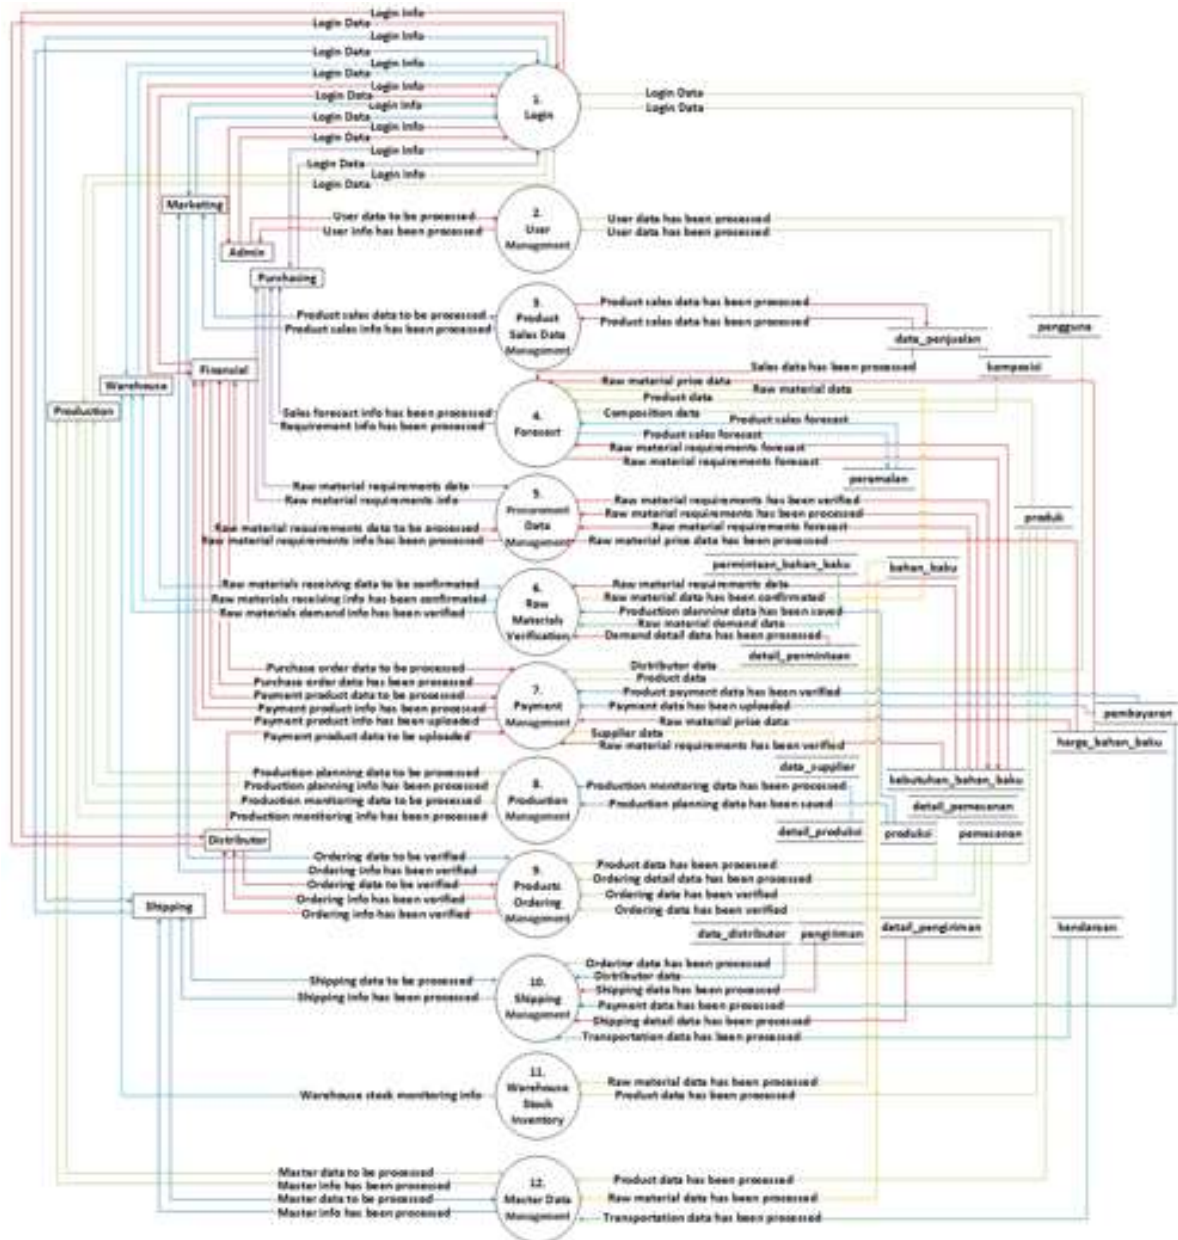 Login Info
Login Data
Login Info
Login Data
Login Info
Login Data
Login Info
Login Data
Login Info
Login Data
Login Info
Login Data
Login Info
Login Data
Login Info
Login Data
1.
Login
Login Data
Login Data
Marketing
Admin
Purchasing
User data to be processed
User info has been processed
2.
User
Management
User data has been processed
User data has been processed
Product sales data to be processed
Product sales info has been processed
3.
Product
Sales Data
Management
Product sales data has been processed
Product sales data has been processed
data_penjualan
pengguna
komposisi
Financial
Warehouse
Production
Sales forecast info has been processed
Requirement info has been processed
4.
Forecast
Sales data has been processed
Raw material price data
Raw material data
Product data
Composition data
Product sales forecast
Product sales forecast
Raw material requirements forecast
Raw material requirements forecast
peramalan
produk
Raw material requirements data
Raw material requirements info
Raw material requirements data to be processed
Raw material requirements info has been processed
5.
Procurement
Data
Management
Raw material requirements has been verified
Raw material requirements has been processed
Raw material requirements forecast
Raw material price data has been processed
permintaan_bahan_baku
bahan_baku
Raw materials receiving data to be confirmated
Raw materials receiving info has been confirmated
Raw materials demand info has been verified
6.
Raw
Materials
Verification
Raw material requirements data
Raw material data has been confirmated
Production planning data has been saved
Raw material demand data
Demand detail data has been processed
detail_permintaan
Purchase order data to be processed
Purchase order data has been processed
Payment product data to be processed
Payment product info has been processed
Payment product info has been uploaded
Payment product data to be uploaded
7.
Payment
Management
Distributor data
Product data
Product payment data has been verified
Payment data has been uploaded
Raw material price data
Supplier data
Raw material requirements has been verified
pembayaran
harga_bahan_baku
data_supplier
kebutuhan_bahan_baku
detail_pemesanan
Production planning data to be processed
Production planning info has been processed
Production monitoring data to be processed
Production monitoring info has been processed
8.
Production
Management
Production monitoring data has been processed
Production planning data has been saved
detail_produksi
produksi
pemesanan
Distributor
Ordering data to be verified
Ordering info has been verified
Ordering data to be verified
Ordering info has been verified
Ordering info has been verified
9.
Products
Ordering
Management
Product data has been processed
Ordering detail data has been processed
Ordering data has been verified
Ordering data has been verified
Shipping
data_distributor
pengiriman
detail_pengiriman
kendaraan
Shipping data to be processed
Shipping info has been processed
10.
Shipping
Management
Ordering data has been processed
Distributor data
Shipping data has been processed
Payment data has been processed
Shipping detail data has been processed
Transportation data has been processed
Warehouse stock monitoring info
11.
Warehouse
Stock
Inventory
Raw material data has been processed
Product data has been processed
Master data to be processed
Master info has been processed
Master data to be processed
Master info has been processed
12.
Master Data
Management
Product data has been processed
Raw material data has been processed
Transportation data has been processed